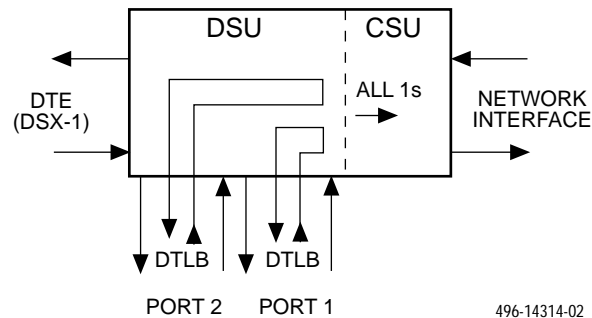 DSU
CSU
ALL 1s
DTE
(DSX-1)
NETWORK
INTERFACE
DTLB
DTLB
PORT 2
PORT 1
496-14314-02